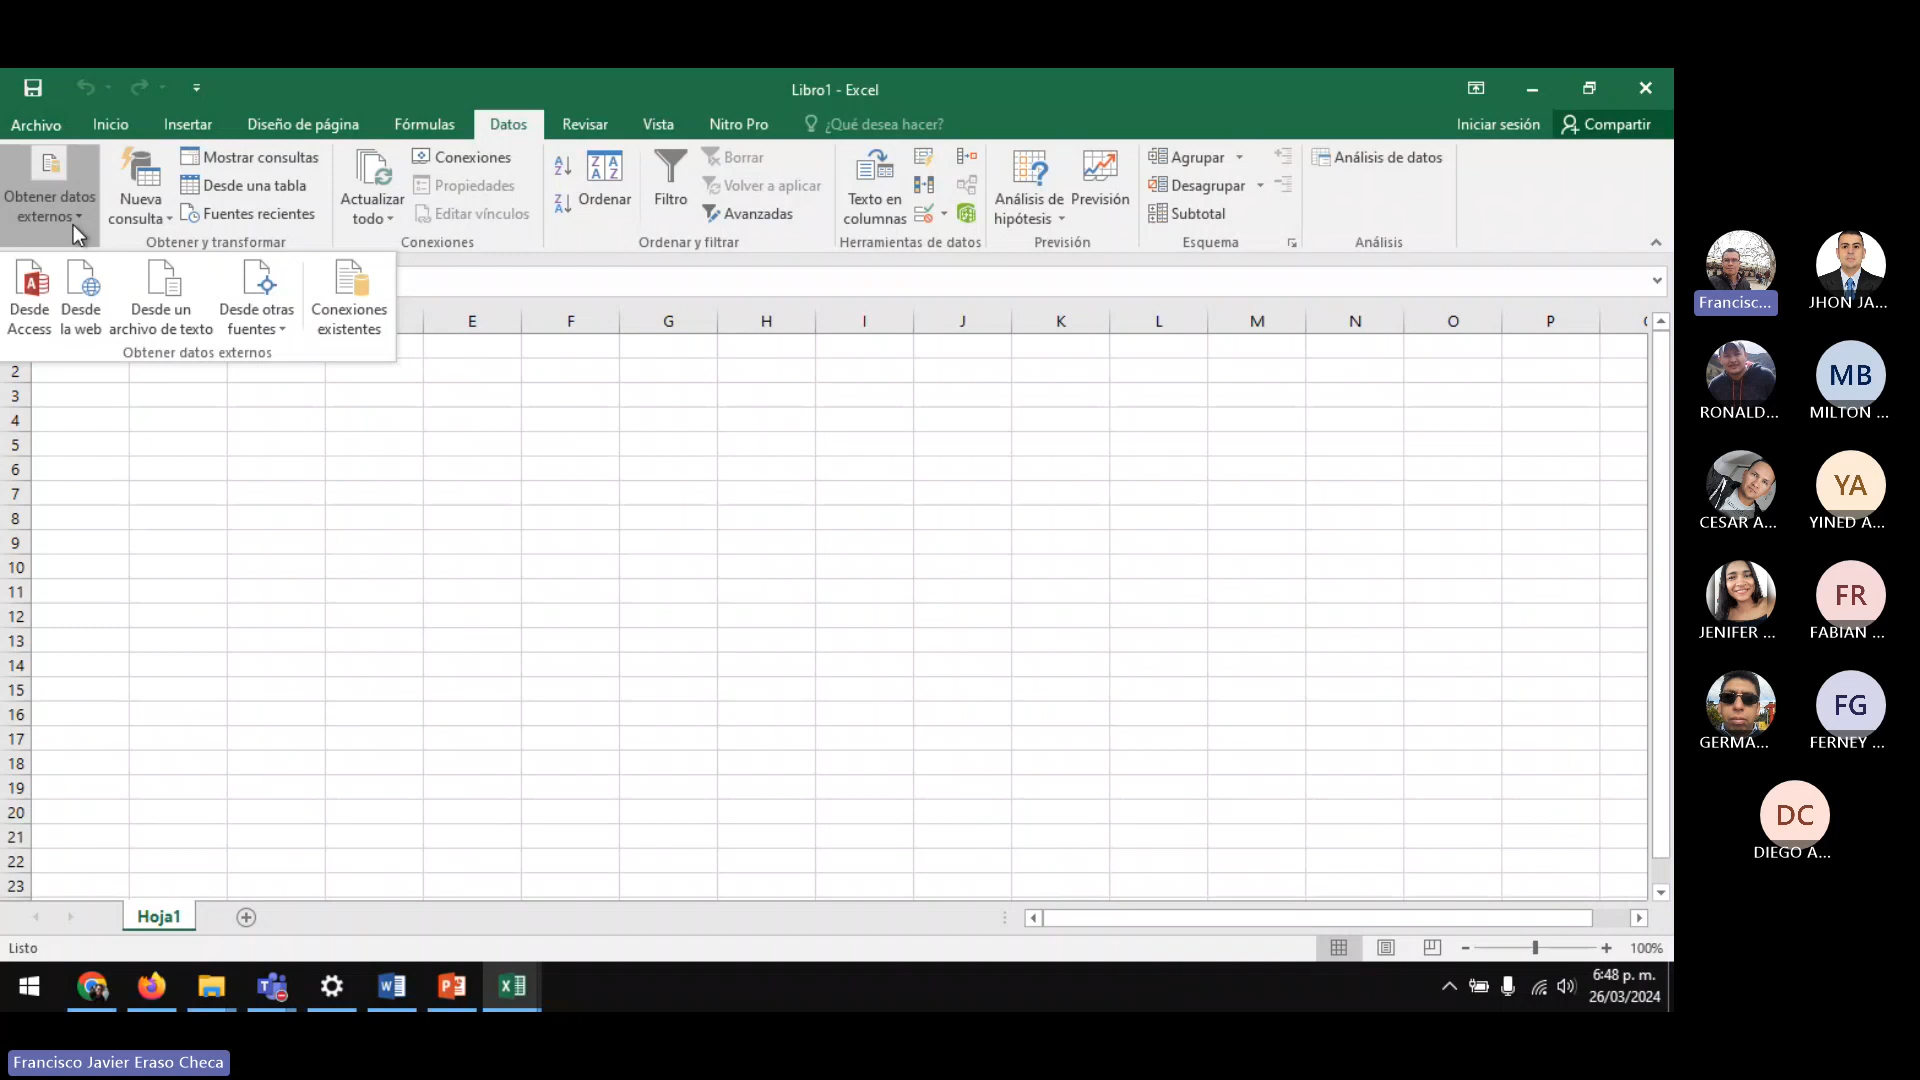 Libro1 - Excel
Archivo
Inicio
Insertar
Diseño de página
Fórmulas
Datos
Revisar
Vista
Nitro Pro
¿Qué desea hacer?
Iniciar sesión
Compartir
Obtener datos
externos
Nueva
consulta
Mostrar consultas
Desde una tabla
Fuentes recientes
Obtener y transformar
Actualizar
todo
Conexiones
Propiedades
Editar vínculos
Conexiones
Ordenar
Filtro
Borrar
Volver a aplicar
Avanzadas
Ordenar y filtrar
Texto en
columnas
Herramientas de datos
Análisis de
hipótesis
Previsión
Previsión
Agrupar
Desagrupar
Subtotal
Esquema
Análisis de datos
Análisis
Desde
Access
Desde
la web
Desde un
archivo de texto
Desde otras
fuentes
Conexiones
existentes
Obtener datos externos
E F G H I J K L M N O P
2
3
4
5
6
7
8
9
10
11
12
13
14
15
16
17
18
19
20
21
22
23
Hoja1
Listo
100%
6:48 p. m.
26/03/2024
Francisc...
JHON JA...
RONALD...
MB
MILTON ...
CESAR A...
YA
YINED A...
JENIFER ...
FR
FABIAN ...
GERMA...
FG
FERNEY ...
DC
DIEGO A...
Francisco Javier Eraso Checa